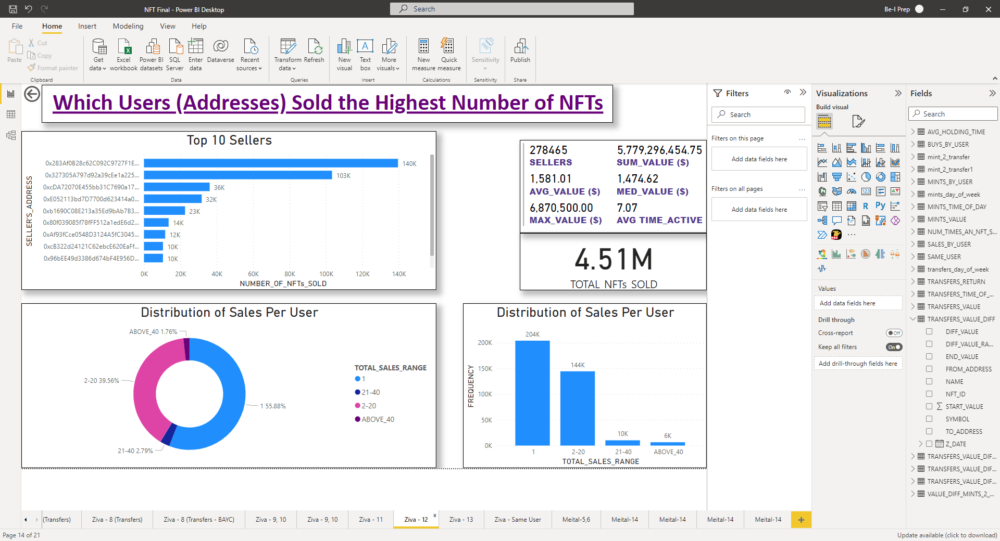 NFT Final - Power BI Desktop
Search
Be-I Prep
File
Home
Insert
Modeling
View
Help
Paste
Cut
Copy
Format painter
Clipboard
Get data
Excel workbook
Power BI datasets
SQL Server
Enter data
Dataverse
Recent sources
Data
Transform data
Refresh
Queries
New visual
Text box
More visuals
Insert
New measure
Quick measure
Calculations
Sensitivity
Sensitivity
Publish
Share
Which Users (Addresses) Sold the Highest Number of NFTs
Top 10 Sellers
SELLER'S_ADDRESS
0x283Af0B28c62C092C9727F1E...
140K
0x327305A797d92a39cEe1a225...
103K
0xcDA72070E455bb31C7690a17...
36K
0xE052113bd7D7700d623414a0...
32K
0xb1690C08E213a35Ed9bAb7B3...
23K
0x80f039085f78fFF512a1edE6d2...
14K
0xAf93fCce0548D3124A5fC3045...
12K
0xcB322d24121C62ebcE620EaFf...
10K
0x96bEE49d3386d674bF4E956D...
10K
0K
20K
40K
60K
80K
100K
120K
140K
NUMBER_OF_NFTs_SOLD
278465
SELLERS
5,779,296,454.75
SUM_VALUE ($)
1,581.01
AVG_VALUE ($)
1,474.62
MED_VALUE ($)
6,870,500.00
MAX_VALUE ($)
7.07
AVG TIME_ACTIVE
4.51M
TOTAL NFTs SOLD
Distribution of Sales Per User
ABOVE_40 1.76%
2-20 39.56%
1 55.88%
21-40 2.79%
TOTAL_SALES_RANGE
1
21-40
2-20
ABOVE_40
Distribution of Sales Per User
FREQUENCY
200K
150K
100K
50K
0K
204K
144K
10K
6K
1
2-20
21-40
ABOVE_40
TOTAL_SALES_RANGE
Filters
Search
Filters on this page
...
Add data fields here
Filters on all pages
...
Add data fields here
Visualizations
Build visual
123
R
Py
PRO
...
Values
Add data fields here
Drill through
Cross-report
Off
Keep all filters
On
Add drill-through fields here
Fields
Search
AVG_HOLDING_TIME
BUYS_BY_USER
mint_2_transfer
mint_2_transfer1
MINTS_BY_USER
mints_day_of_week
MINTS_TIME_OF_DAY
MINTS_VALUE
NUM_TIMES_AN_NFT_S...
SALES_BY_USER
SAME_USER
transfers_day_of_week
TRANSFERS_RETURN
TRANSFERS_TIME_OF_...
TRANSFERS_VALUE
TRANSFERS_VALUE_DIFF
DIFF_VALUE
DIFF_VALUE_RA...
END_VALUE
FROM_ADDRESS
NAME
NFT_ID
∑ START_VALUE
SYMBOL
TO_ADDRESS
Z_DATE
TRANSFERS_VALUE_DIF...
TRANSFERS_VALUE_DIF...
TRANSFERS_VALUE_DIF...
VALUE_DIFF_MINTS_2_...
(Transfers)
Ziva - 8 (Transfers)
Ziva - 8 (Transfers - BAYC)
Ziva - 9, 10
Ziva - 9, 10
Ziva - 11
Ziva - 12
x
Ziva - 13
Ziva - Same User
Meital-5,6
Meital-14
Meital-14
Meital-14
Meital-14
+
Page 14 of 21
Update available (click to download)